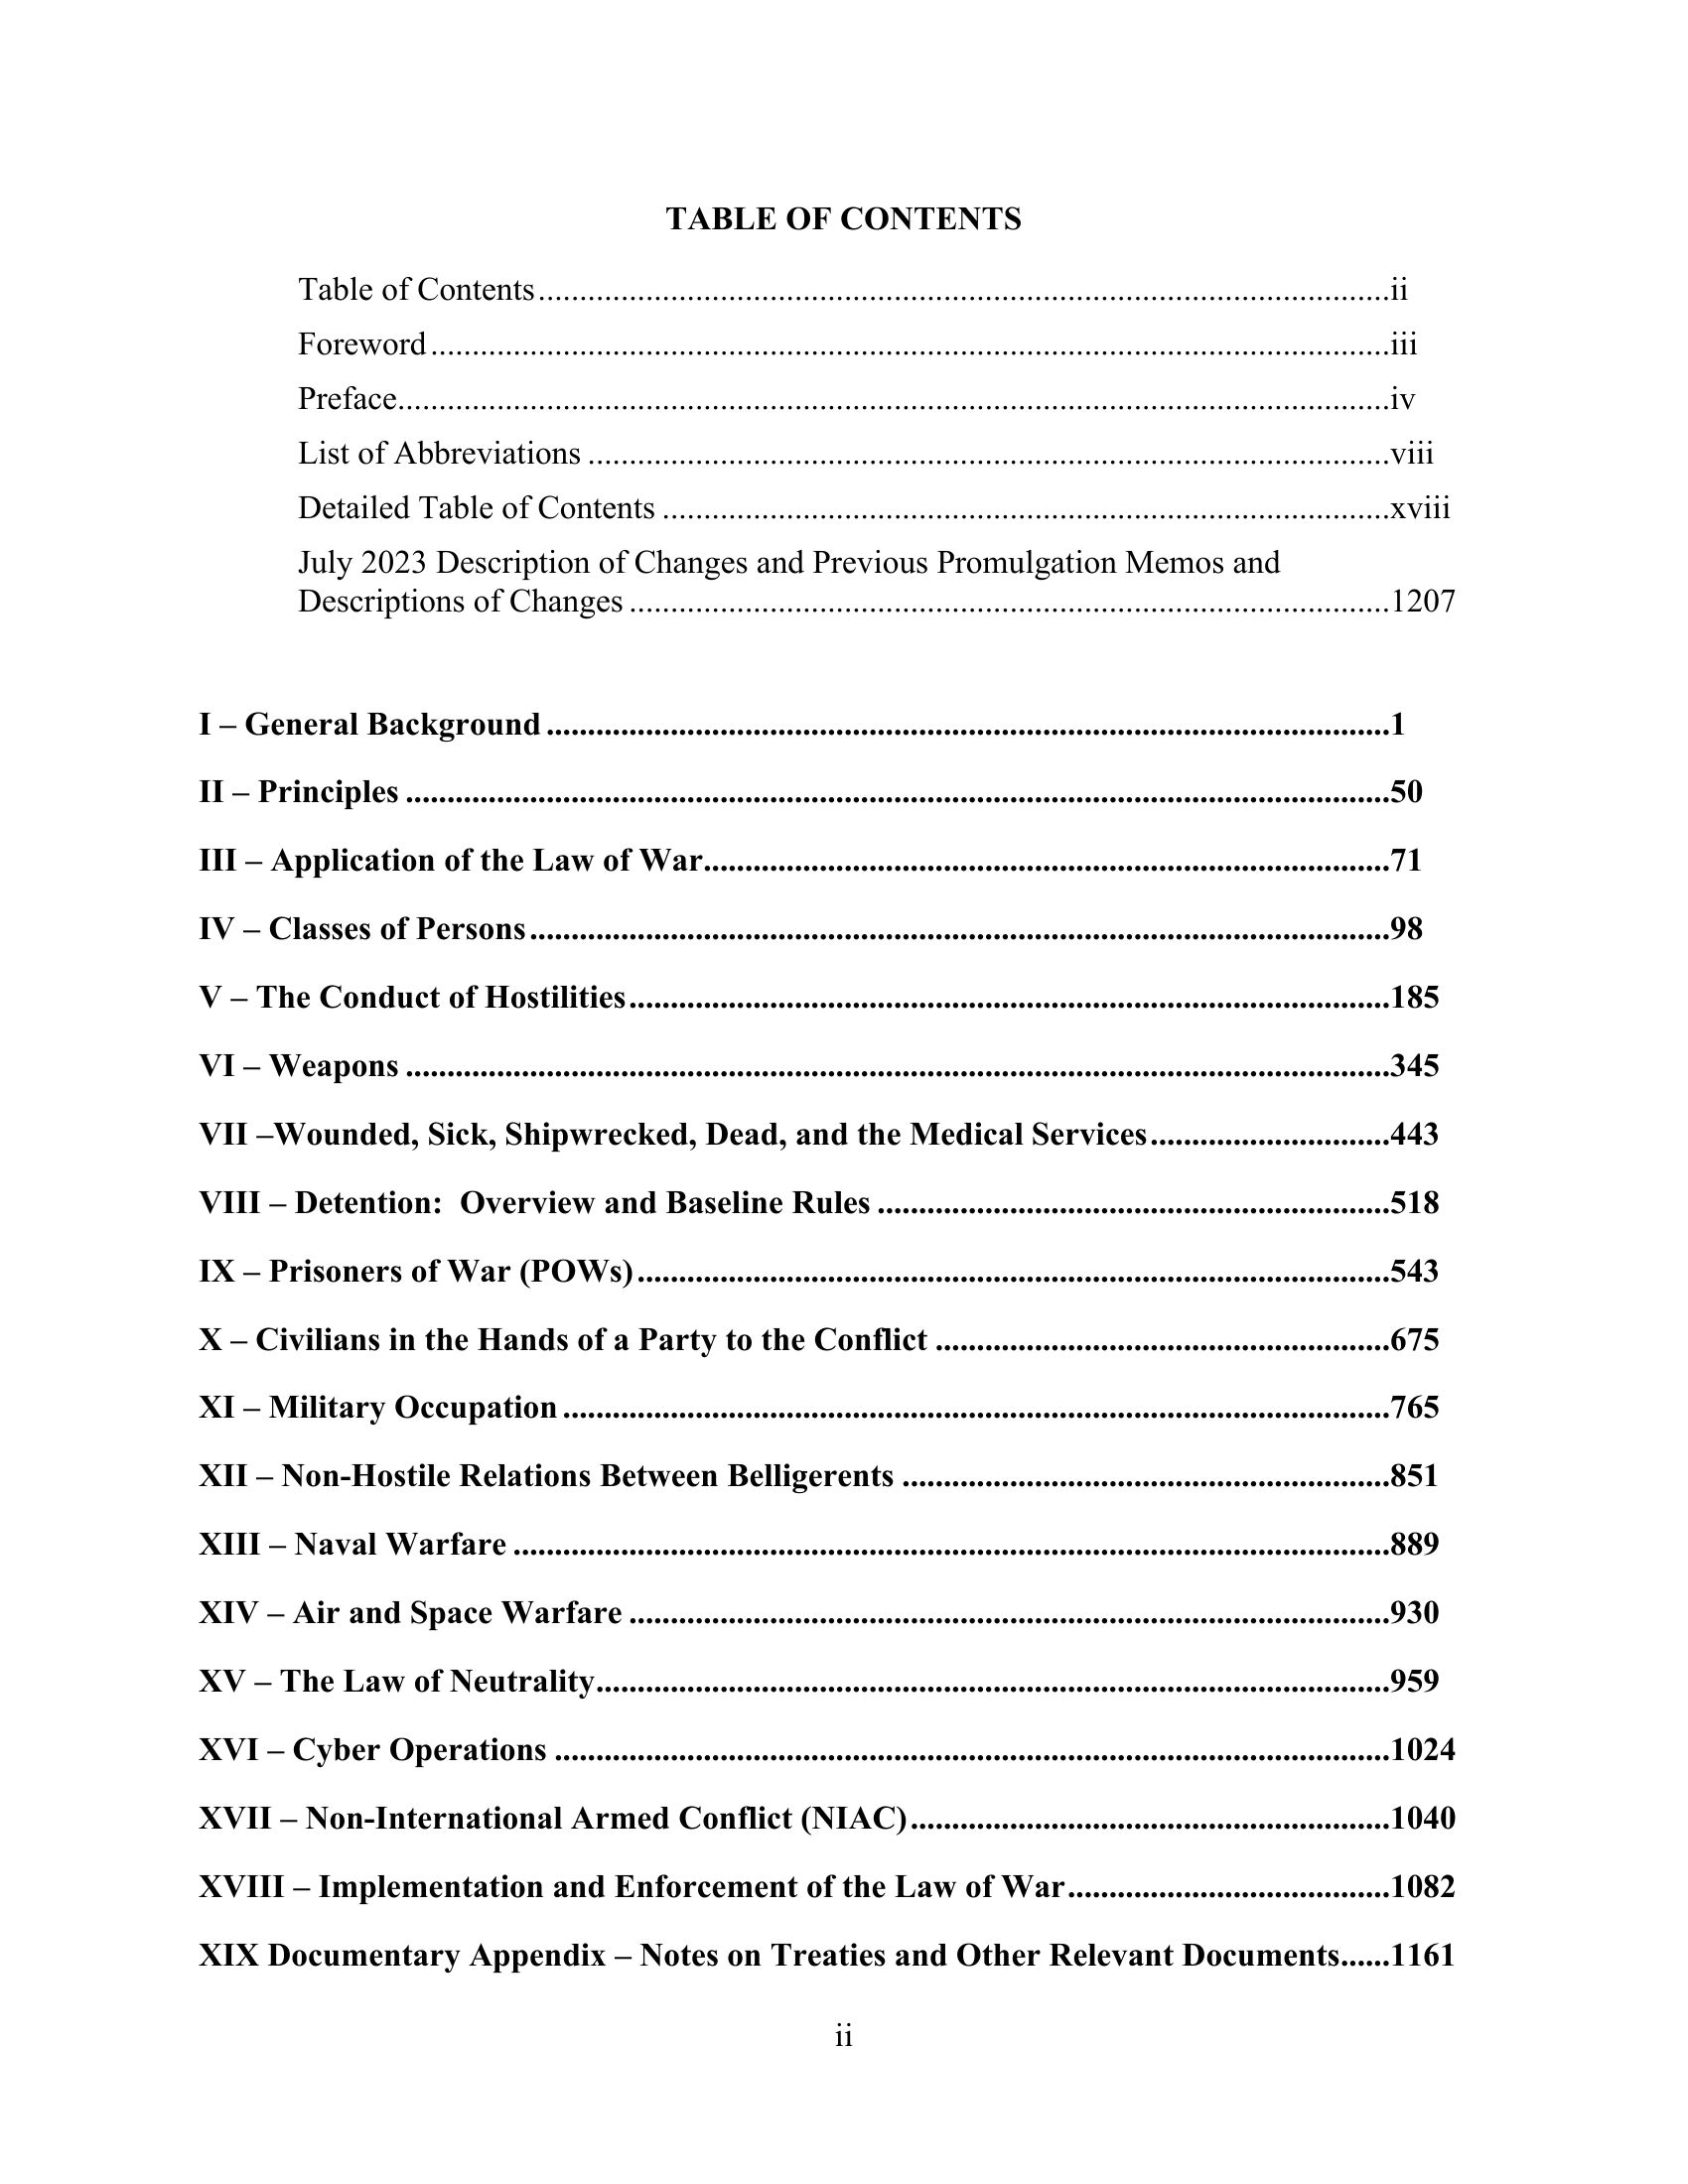 TABLE OF CONTENTS
Table of Contents.......................................................................................................ii
Foreword....................................................................................................................iii
Preface........................................................................................................................iv
List of Abbreviations .................................................................................................viii
Detailed Table of Contents ........................................................................................xviii
July 2023 Description of Changes and Previous Promulgation Memos and
Descriptions of Changes ............................................................................................1207
I – General Background ......................................................................................................1
II – Principles .......................................................................................................................50
III – Application of the Law of War...................................................................................71
IV – Classes of Persons ........................................................................................................98
V – The Conduct of Hostilities............................................................................................185
VI – Weapons .......................................................................................................................345
VII –Wounded, Sick, Shipwrecked, Dead, and the Medical Services.............................443
VIII – Detention:  Overview and Baseline Rules ..............................................................518
IX – Prisoners of War (POWs)...........................................................................................543
X – Civilians in the Hands of a Party to the Conflict .......................................................675
XI – Military Occupation ....................................................................................................765
XII – Non-Hostile Relations Between Belligerents ...........................................................851
XIII – Naval Warfare ..........................................................................................................889
XIV – Air and Space Warfare ............................................................................................930
XV – The Law of Neutrality................................................................................................959
XVI – Cyber Operations .....................................................................................................1024
XVII – Non-International Armed Conflict (NIAC)..........................................................1040
XVIII – Implementation and Enforcement of the Law of War.......................................1082
XIX Documentary Appendix – Notes on Treaties and Other Relevant Documents......1161
ii